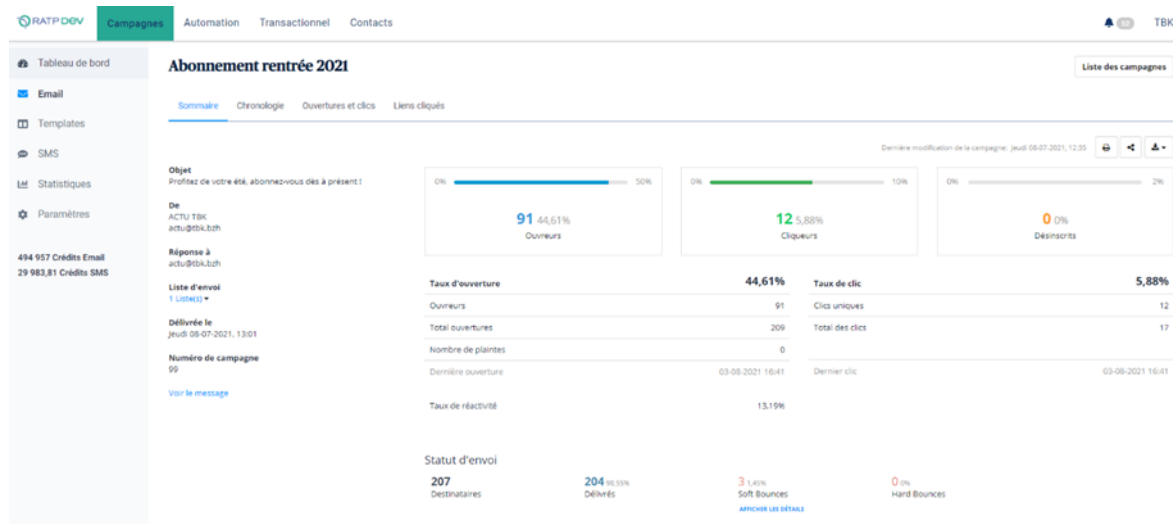 RATP DEV
Campagnes Automation Transactionnel Contacts
TBK
Tableau de bord
Email
Templates
SMS
Statistiques
Paramètres
494 957 Crédits Email
29 983,81 Crédits SMS
Abonnement rentrée 2021
Liste des campagnes
Sommaire Chronologie Ouvertures et clics Liens cliqués
Dernière modification de la campagne: Jeudi 08-07-2021, 12:35
Objet
Profitez de votre été, abonnez-vous dès à présent !
De
ACTU TBK
actu@tbk.bzh
Réponse à
actu@tbk.bzh
Liste d'envoi
1 Liste(s)
Délivrée le
Jeudi 08-07-2021, 13:01
Numéro de campagne
99
Voir le message
0% 50%
91 44,61%
Ouvreurs
0% 10%
12 5,88%
Cliqueurs
0% 2%
0 0%
Désinscrits
Taux d'ouverture 44,61%
Ouvreurs 91
Total ouvertures 209
Nombre de plaintes 0
Dernière ouverture 03-08-2021 16:41
Taux de réactivité 13,19%
Taux de clic 5,88%
Clics uniques 12
Total des clics 17
Dernier clic 03-08-2021 16:41
Statut d'envoi
207
Destinataires
204 98,55%
Délivrés
3 1,45%
Soft Bounces
AFFICHER LES DÉTAILS
0 0%
Hard Bounces